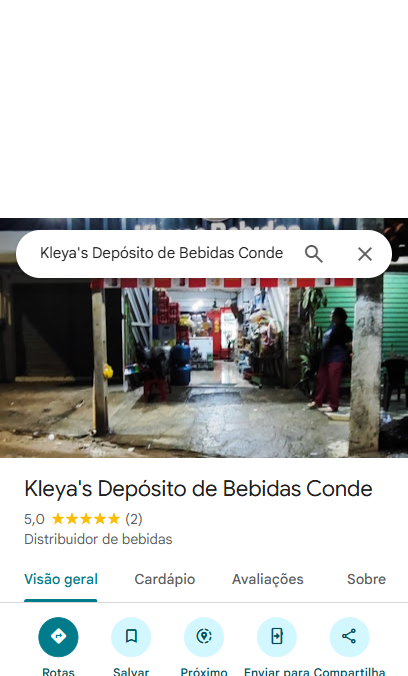 Kleya's Depósito de Bebidas Conde
Kleya's Depósito de Bebidas Conde
5,0 (2)
Distribuidor de bebidas
Visão geral Cardápio Avaliações Sobre
Rotas Salvar Próximo Enviar para Compartilha